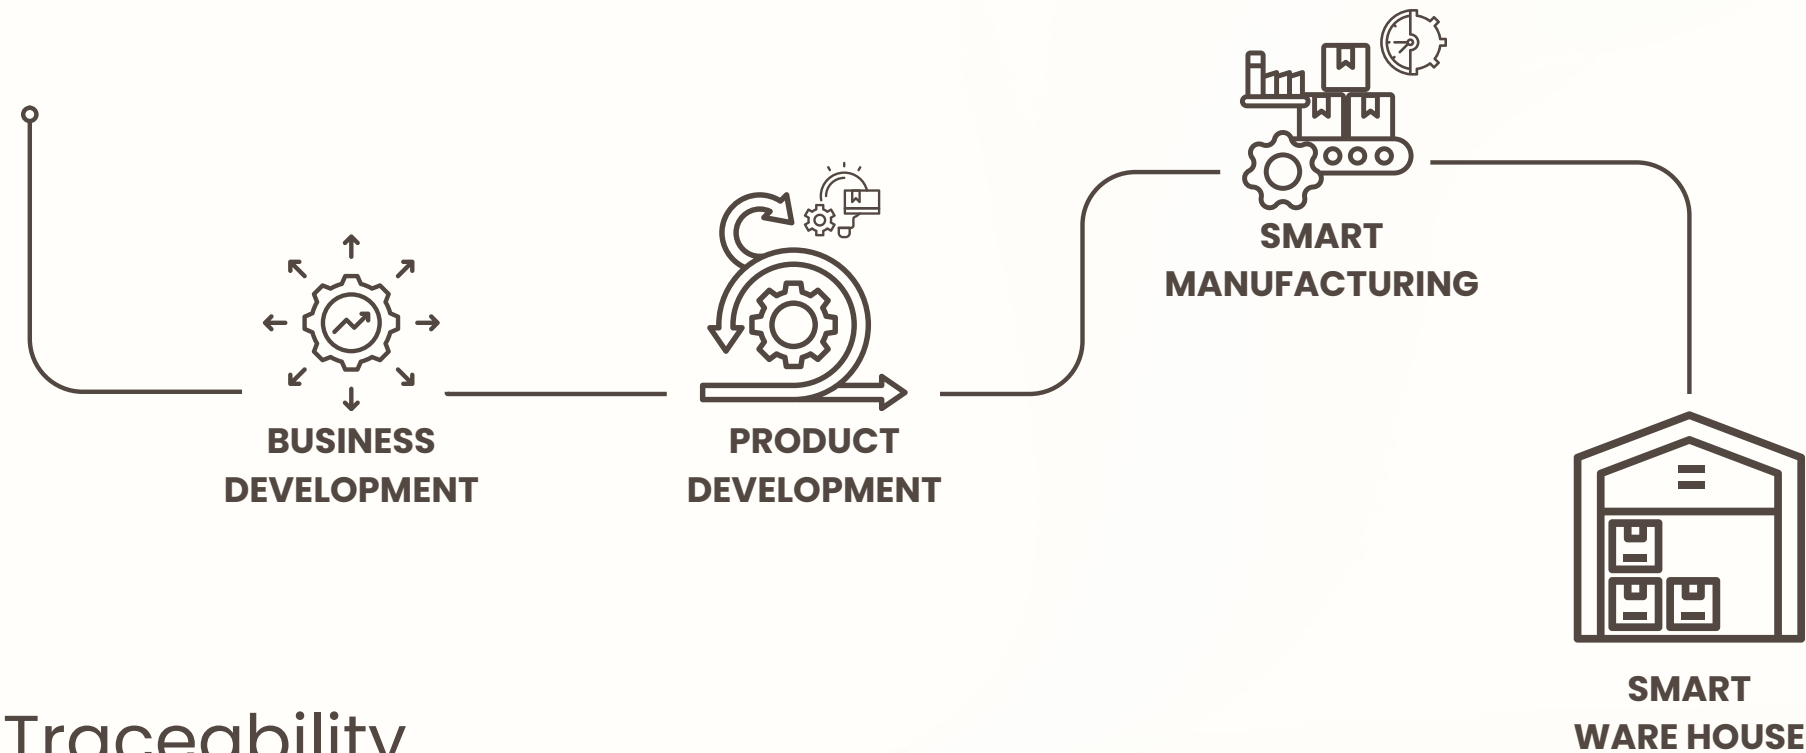 BUSINESS
DEVELOPMENT
PRODUCT
DEVELOPMENT
SMART
MANUFACTURING
SMART
WARE HOUSE
Traceability